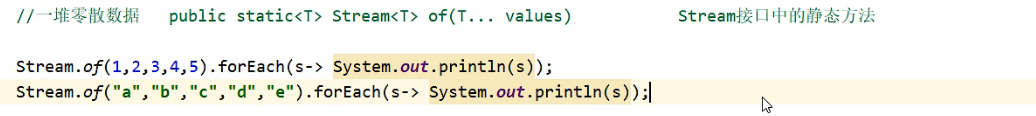 //一堆零散数据   public static<T> Stream<T> of(T... values)            Stream接口中的静态方法
Stream.of(1,2,3,4,5).forEach(s-> System.out.println(s));
Stream.of("a","b","c","d","e").forEach(s-> System.out.println(s));